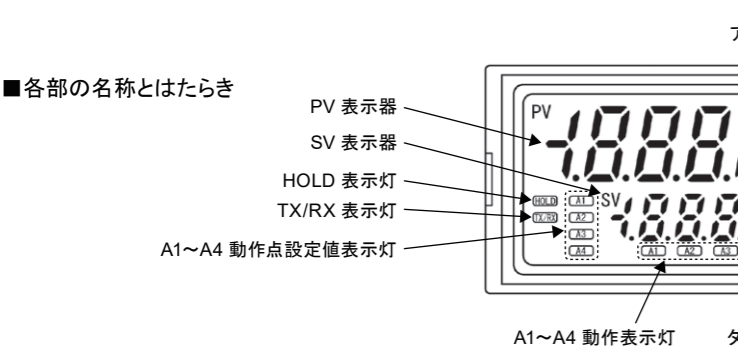 ■各部の名称とはたらき
PV 表示器
SV 表示器
HOLD 表示灯
TX/RX 表示灯
A1～A4 動作点設定値表示灯
PV
HOLD
TX/RX
A1
A2
A3
A4
SV
A1 A2 A3
A1～A4 動作表示灯